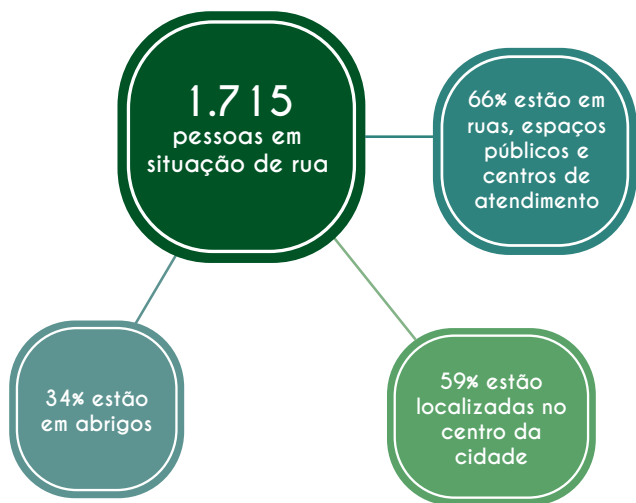 1.715
pessoas em
situação de rua
66% estão em
ruas, espaços
públicos e
centros de
atendimento
34% estão
em abrigos
59% estão
localizadas no
centro da
cidade